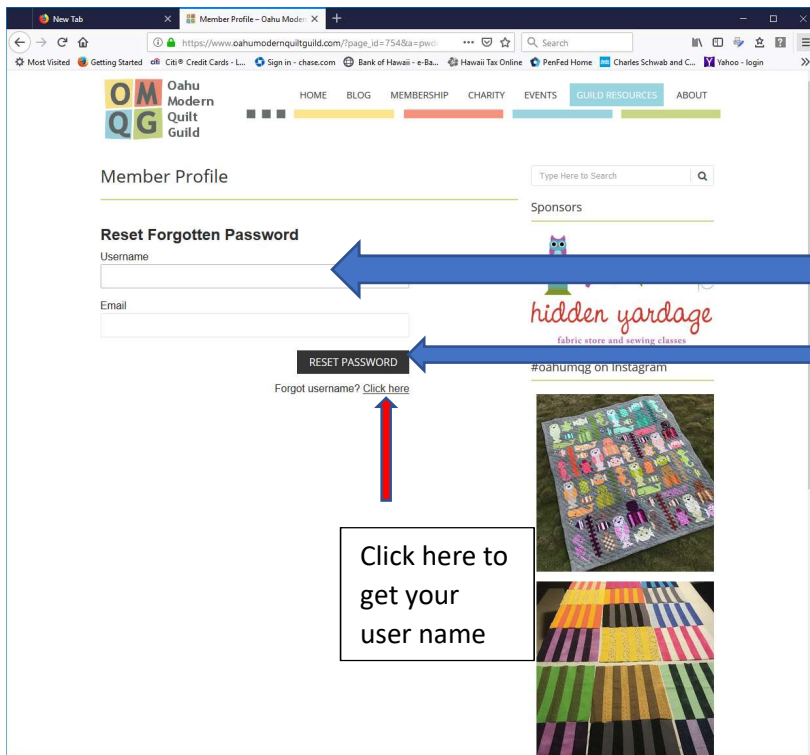 New Tab
Member Profile – Oahu Modern
https://www.oahumodernquiltguild.com/?page_id=754&a=pwd
Search
Most Visited Getting Started Citi® Credit Cards - L... Sign in - chase.com Bank of Hawaii - e-Ba... Hawaii Tax Online PenFed Home Charles Schwab and C... Yahoo - login
OM
QG
Oahu
Modern
Quilt
Guild
HOME BLOG MEMBERSHIP CHARITY EVENTS GUILD RESOURCES ABOUT
Member Profile
Type Here to Search
Sponsors
Reset Forgotten Password
Username
Email
hidden yardage
fabric store and sewing classes
RESET PASSWORD
#oahumqg on Instagram
Forgot username? Click here
Click here to
get your
user name